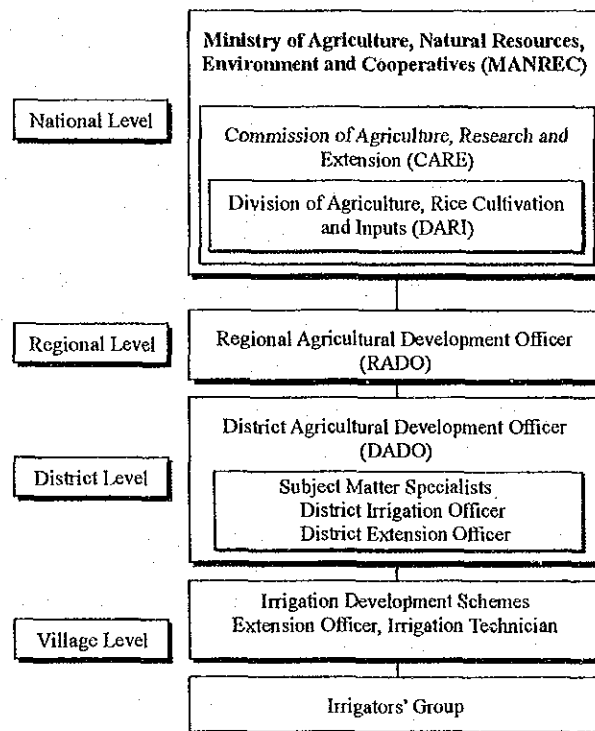 Ministry of Agriculture, Natural Resources,
Environment and Cooperatives (MANREC)
National Level
Commission of Agriculture, Research and
Extension (CARE)
Division of Agriculture, Rice Cultivation
and Inputs (DARI)
Regional Level
Regional Agricultural Development Officer
(RADO)
District Agricultural Development Officer
(DADO)
District Level
Subject Matter Specialists
District Irrigation Officer
District Extension Officer
Village Level
Irrigation Development Schemes
Extension Officer, Irrigation Technician
Irrigators' Group